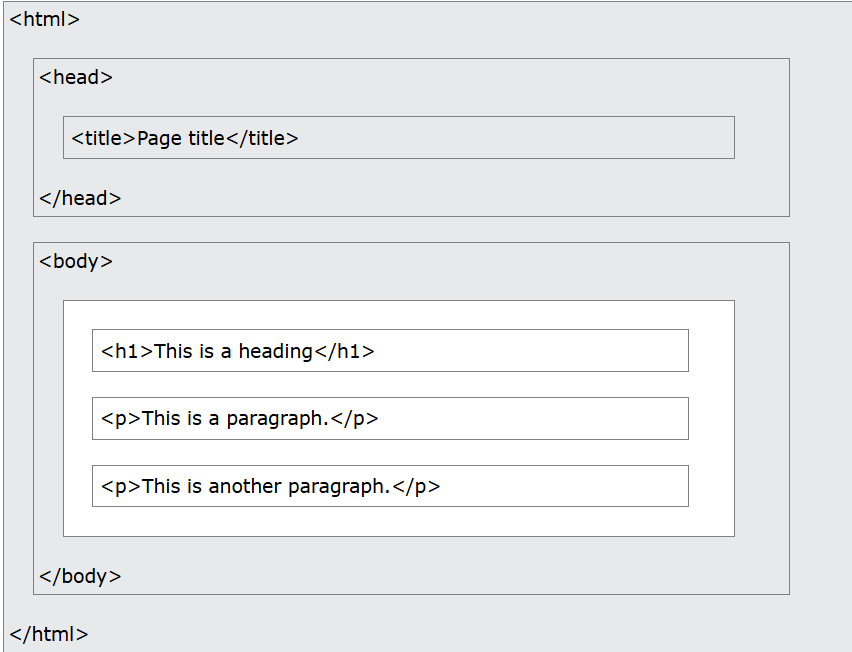 <html>
<head>
<title>Page title</title>
</head>
<body>
<h1>This is a heading</h1>
<p>This is a paragraph.</p>
<p>This is another paragraph.</p>
</body>
</html>